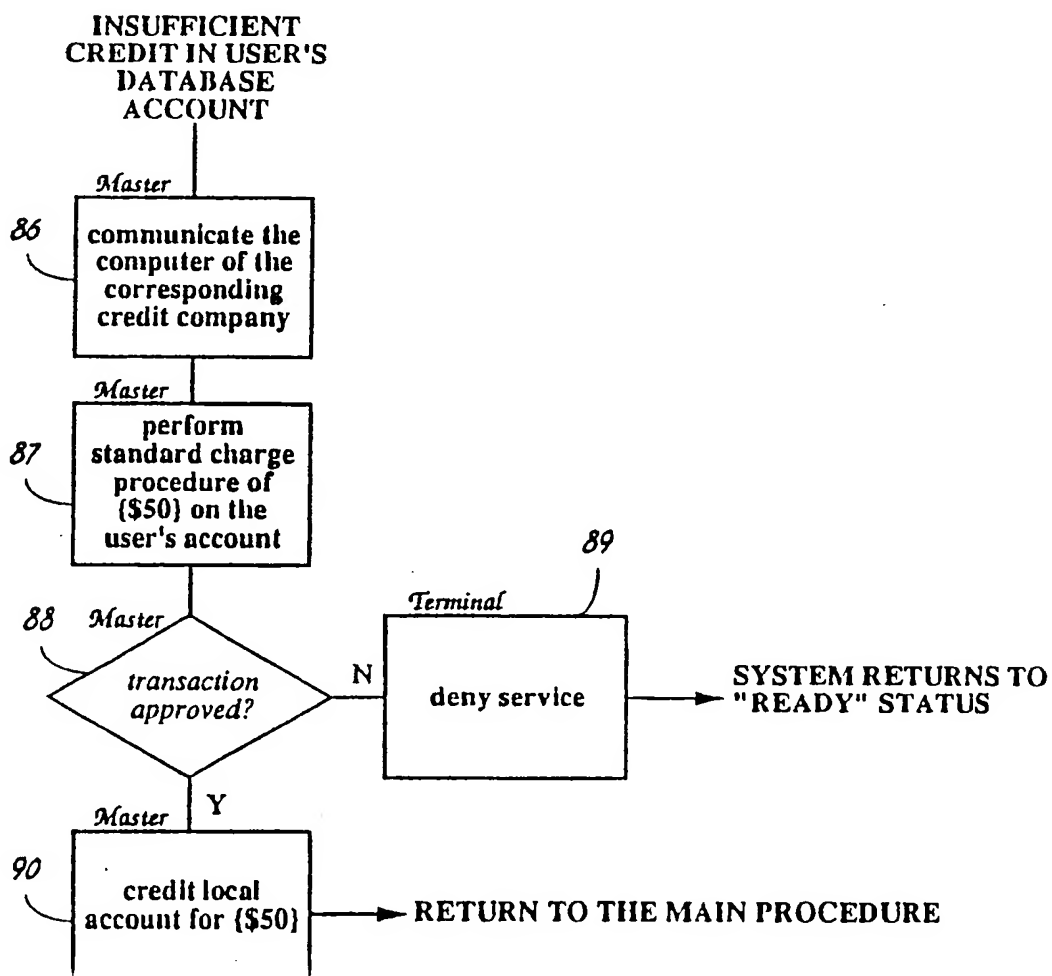 INSUFFICIENT
CREDIT IN USER'S
DATABASE
ACCOUNT
Master
86
communicate the
computer of the
corresponding
credit company
Master
87
perform
standard charge
procedure of
{$50} on the
user's account
88
Master
transaction
approved?
N
89
Terminal
deny service
SYSTEM RETURNS TO
"READY" STATUS
Y
Master
90
credit local
account for {$50}
RETURN TO THE MAIN PROCEDURE